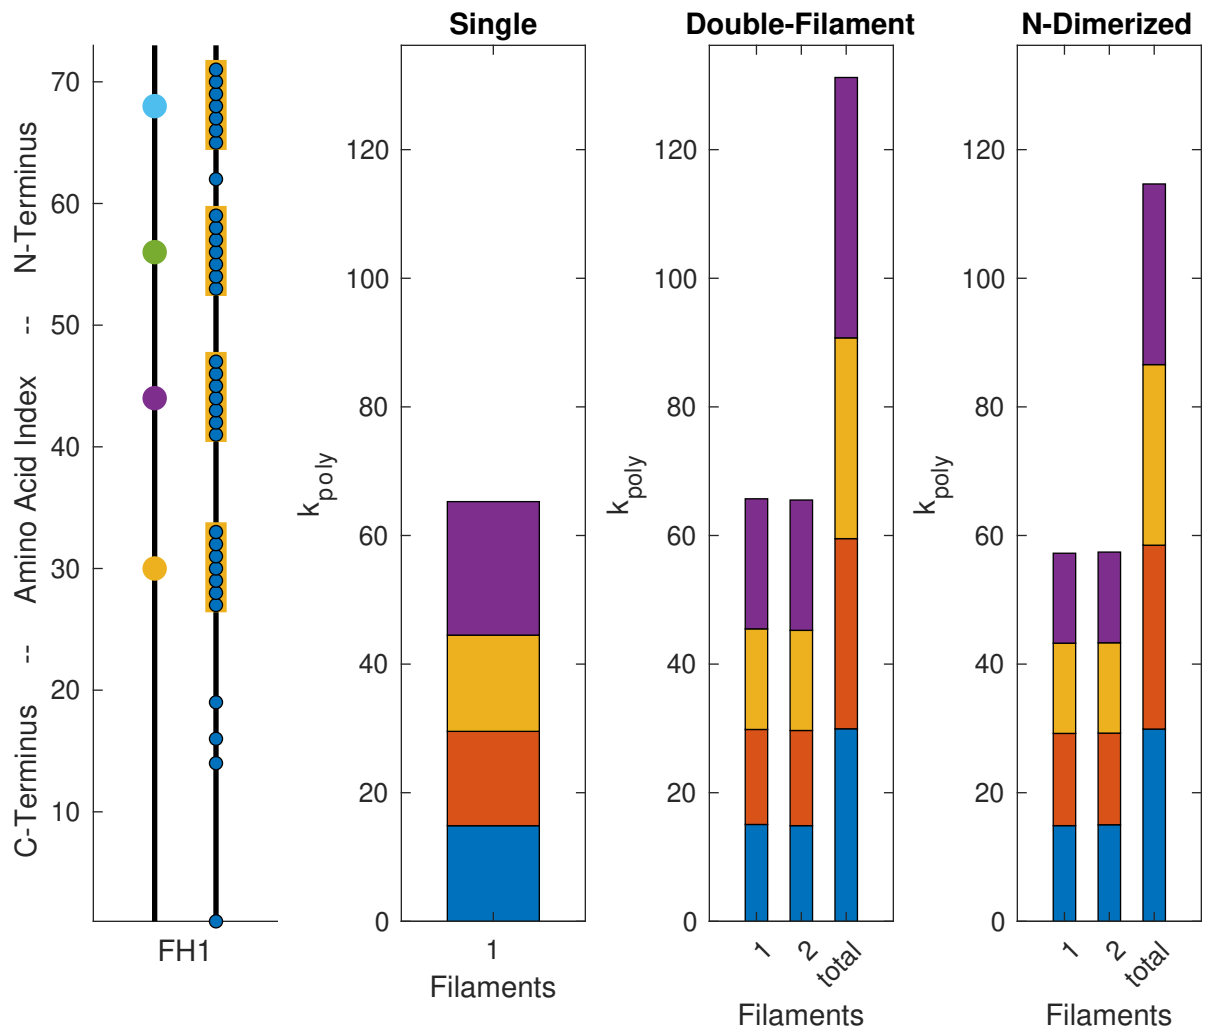 Single
Double-Filament
N-Dimerized
C-Terminus -- Amino Acid Index -- N-Terminus
70
60
50
40
30
20
10
FH1
k_poly
120
100
80
60
40
20
0
1
Filaments
k_poly
120
100
80
60
40
20
0
1
2
total
Filaments
k_poly
120
100
80
60
40
20
0
1
2
total
Filaments